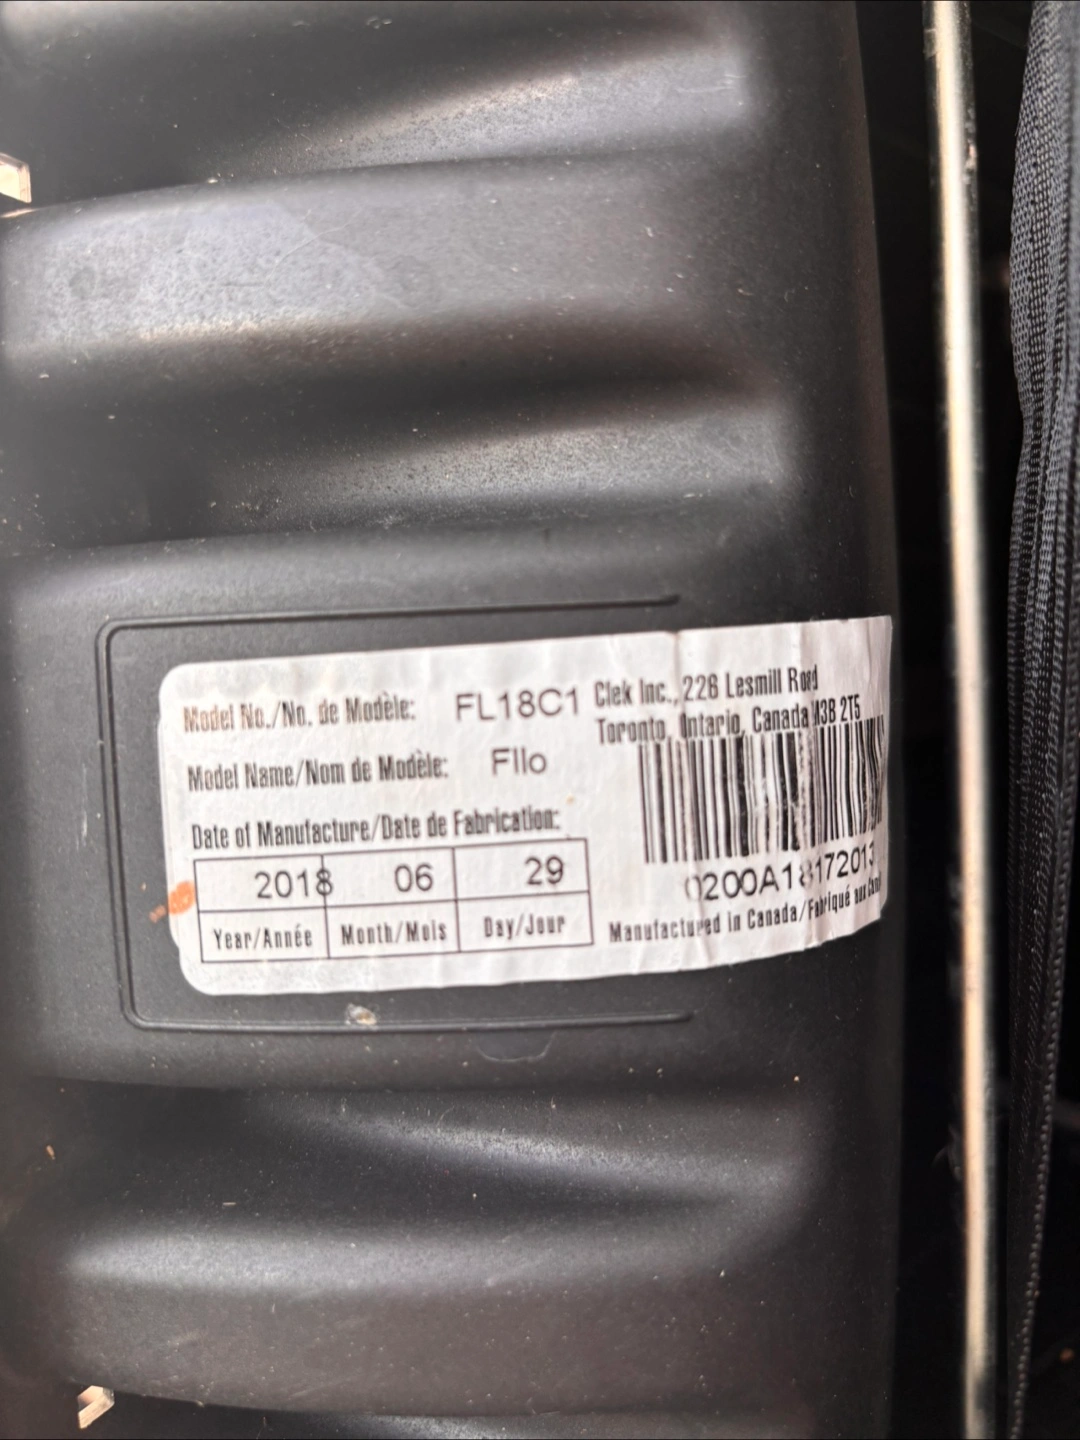 Model No./No. de Modèle: FL18C1
Model Name/Nom de Modèle: Fllo
Date of Manufacture/Date de Fabrication:
2018 06 29
Year/Année Month/Mois Day/Jour
Clek Inc., 226 Lesmill Road
Toronto, Ontario, Canada M3B 2T5
0200A18172013
Manufactured in Canada/Fabriqué au Canada